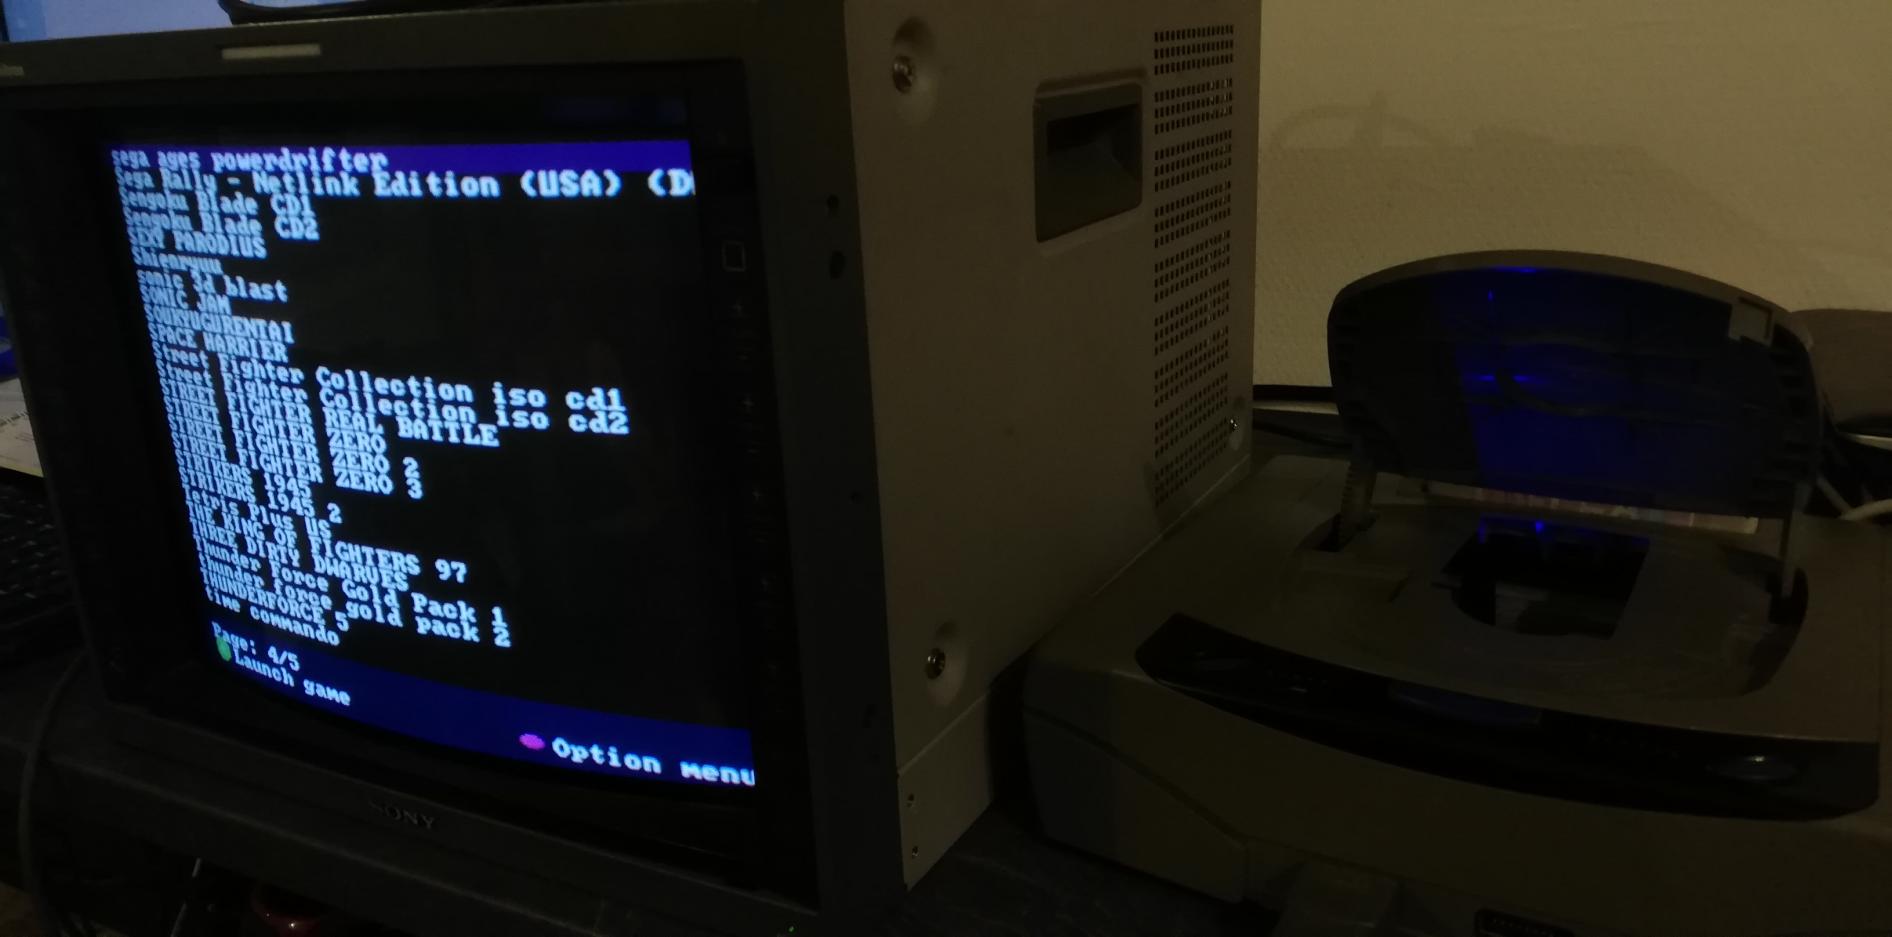 sega ages powerdrifter
Sega Rally - Netlink Edition (USA) (D
Sengoku Blade CD1
Sengoku Blade CD2
SEXY PARODIUS
Shienryuu
sonic 3d blast
SONIC JAM
SOUKYUGURENTAI
SPACE HARRIER
Street Fighter Collection iso cd1
Street Fighter Collection iso cd2
STREET FIGHTER REAL BATTLE
STREET FIGHTER ZERO
STREET FIGHTER ZERO 2
STREET FIGHTER ZERO 3
STRIKERS 1945
STRIKERS 1945 2
Tetris Plus US
THE KING OF FIGHTERS 97
THREE DIRTY DWARVES
Thunder Force Gold Pack 1
thunder force gold pack 2
THUNDERFORCE 5
time commando
Page: 4/5
Launch game
Option menu
SONY